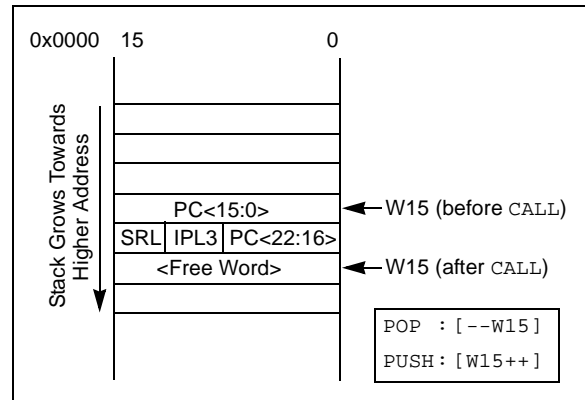 0x0000 15 0
Stack Grows Towards
Higher Address
PC<15:0>
W15 (before CALL)
SRL IPL3 PC<22:16>
<Free Word>
W15 (after CALL)
POP : [--W15]
PUSH: [W15++]